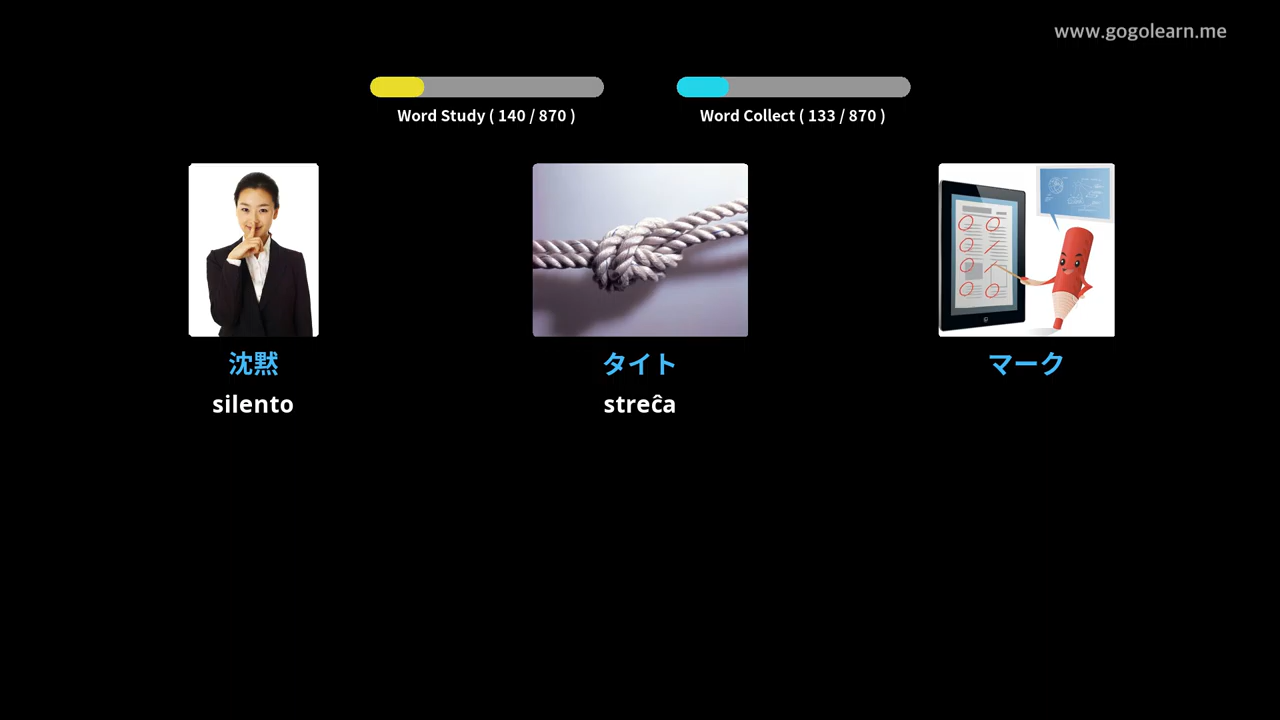 www.gogolearn.me
Word Study ( 140 / 870 )
Word Collect ( 133 / 870 )
沈黙
タイト
マーク
silento
streĉa